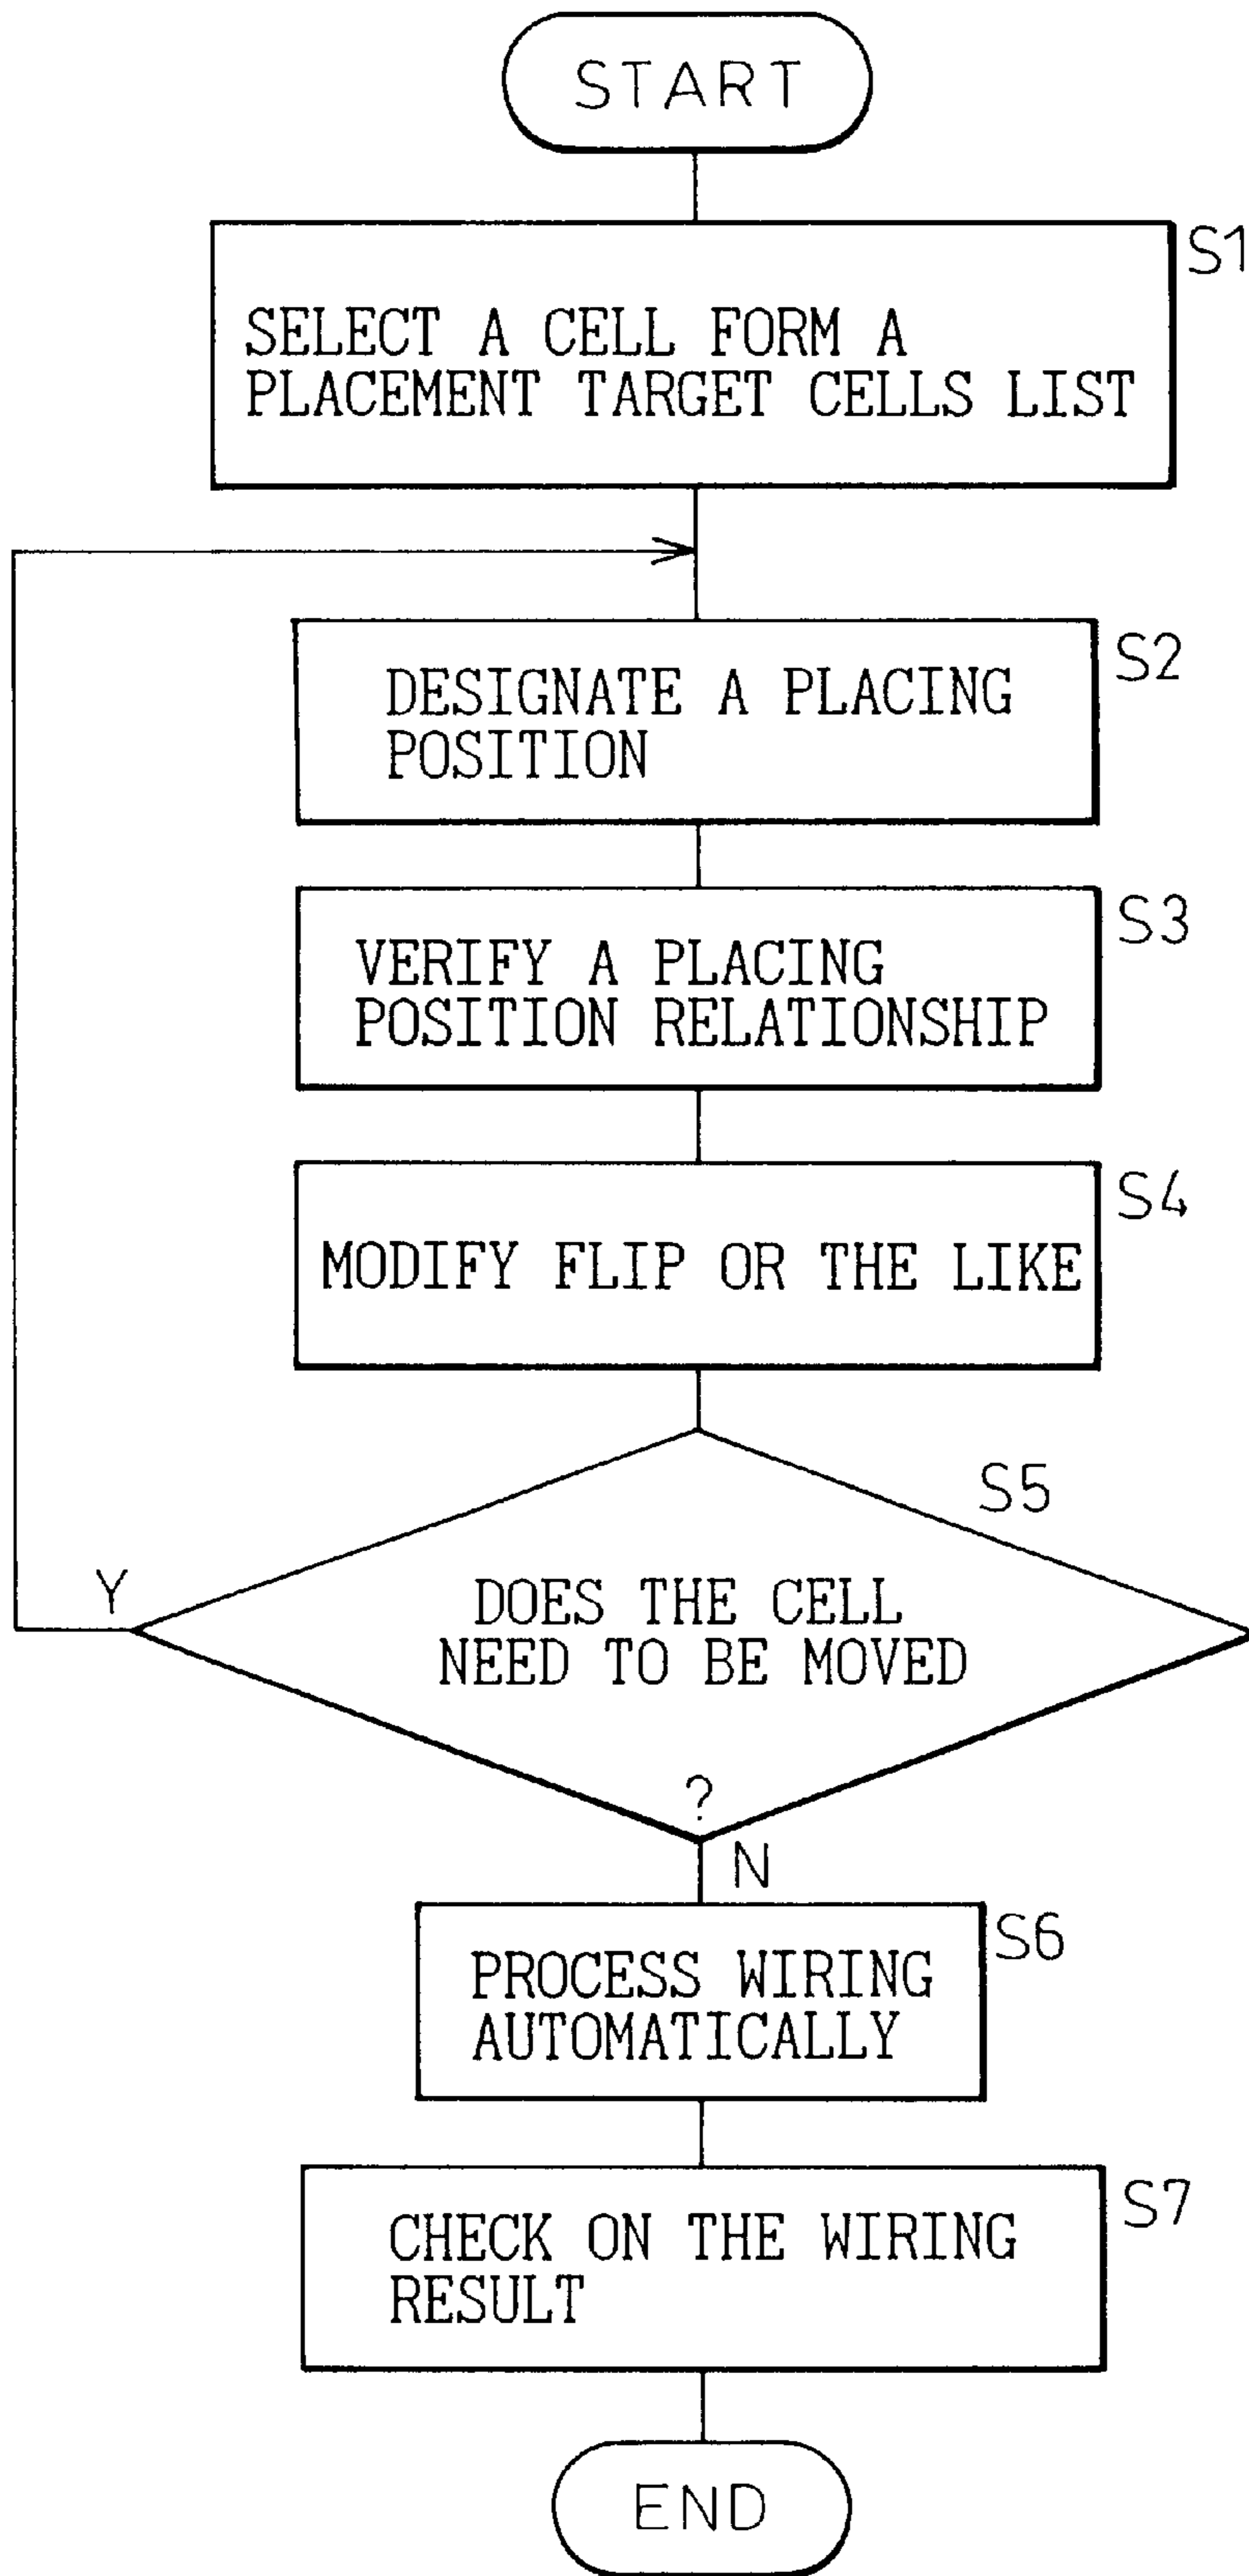 START
S1
SELECT A CELL FORM A
PLACEMENT TARGET CELLS LIST
S2
DESIGNATE A PLACING
POSITION
S3
VERIFY A PLACING
POSITION RELATIONSHIP
S4
MODIFY FLIP OR THE LIKE
S5
Y
DOES THE CELL
NEED TO BE MOVED
?
N
S6
PROCESS WIRING
AUTOMATICALLY
S7
CHECK ON THE WIRING
RESULT
END